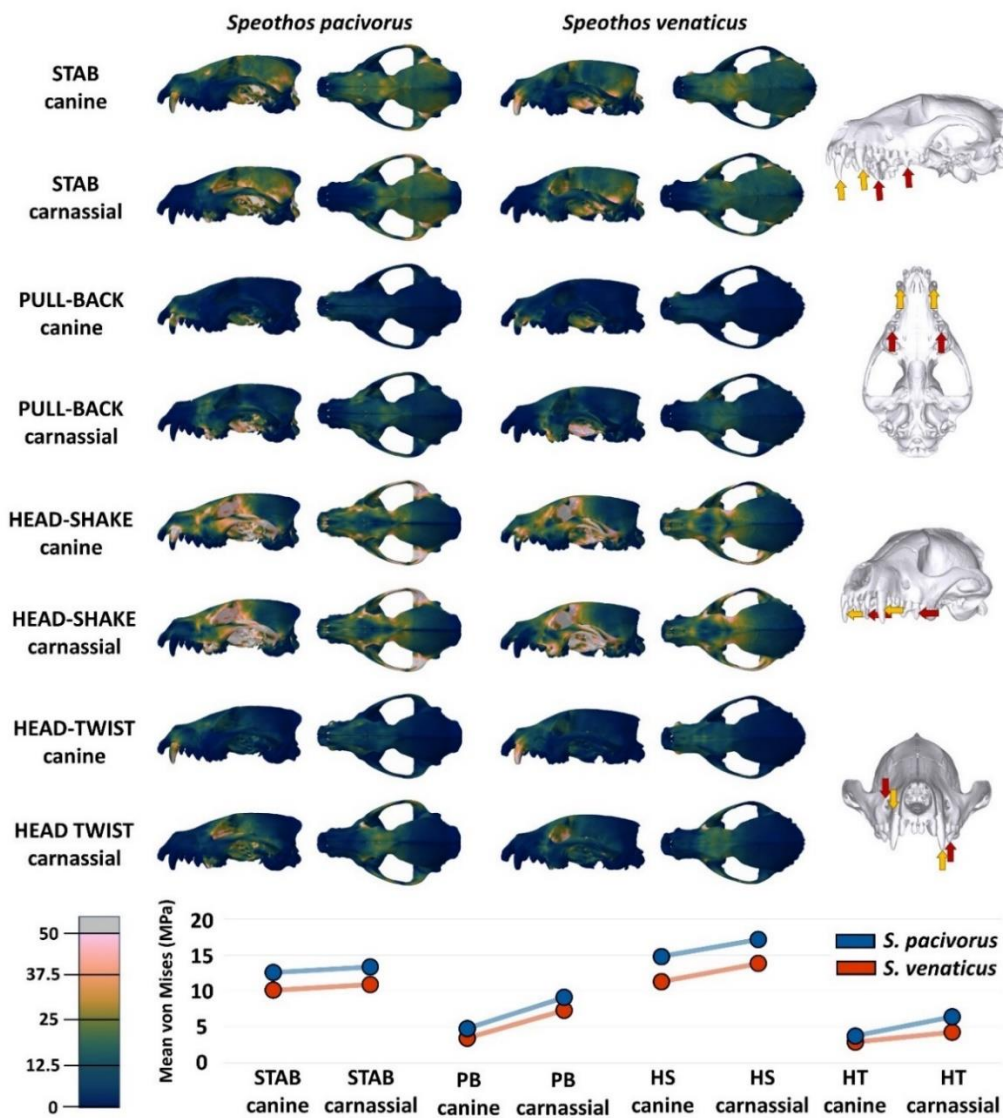 Speothos pacivorus
Speothos venaticus
STAB
canine
STAB
carnassial
PULL-BACK
canine
PULL-BACK
carnassial
HEAD-SHAKE
canine
HEAD-SHAKE
carnassial
HEAD-TWIST
canine
HEAD TWIST
carnassial
50
37.5
25
12.5
0
Mean von Mises (MPa)
20
15
10
5
0
S. pacivorus
S. venaticus
STAB
canine
STAB
carnassial
PB
canine
PB
carnassial
HS
canine
HS
carnassial
HT
canine
HT
carnassial